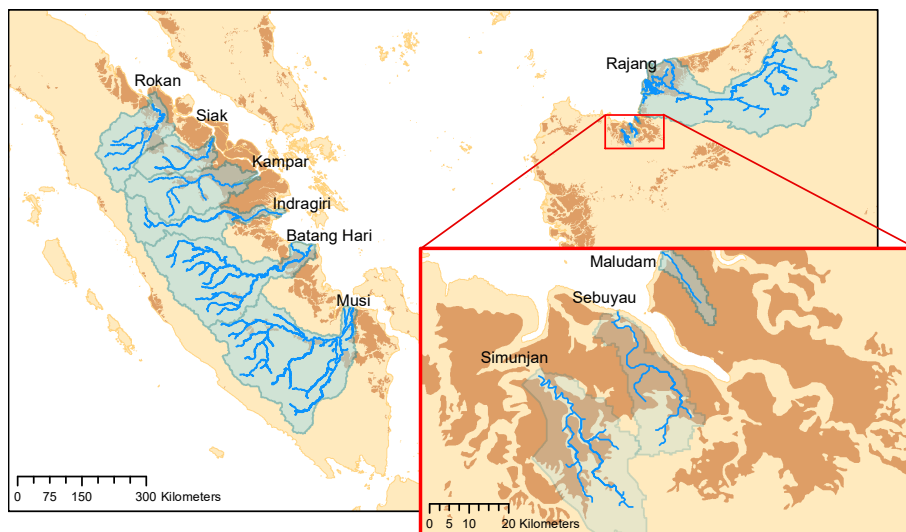 Rokan
Siak
Kampar
Indragiri
Batang Hari
Musi
Rajang
Maludam
Sebuyau
Simunjan
0 75 150 300 Kilometers
0 5 10 20 Kilometers